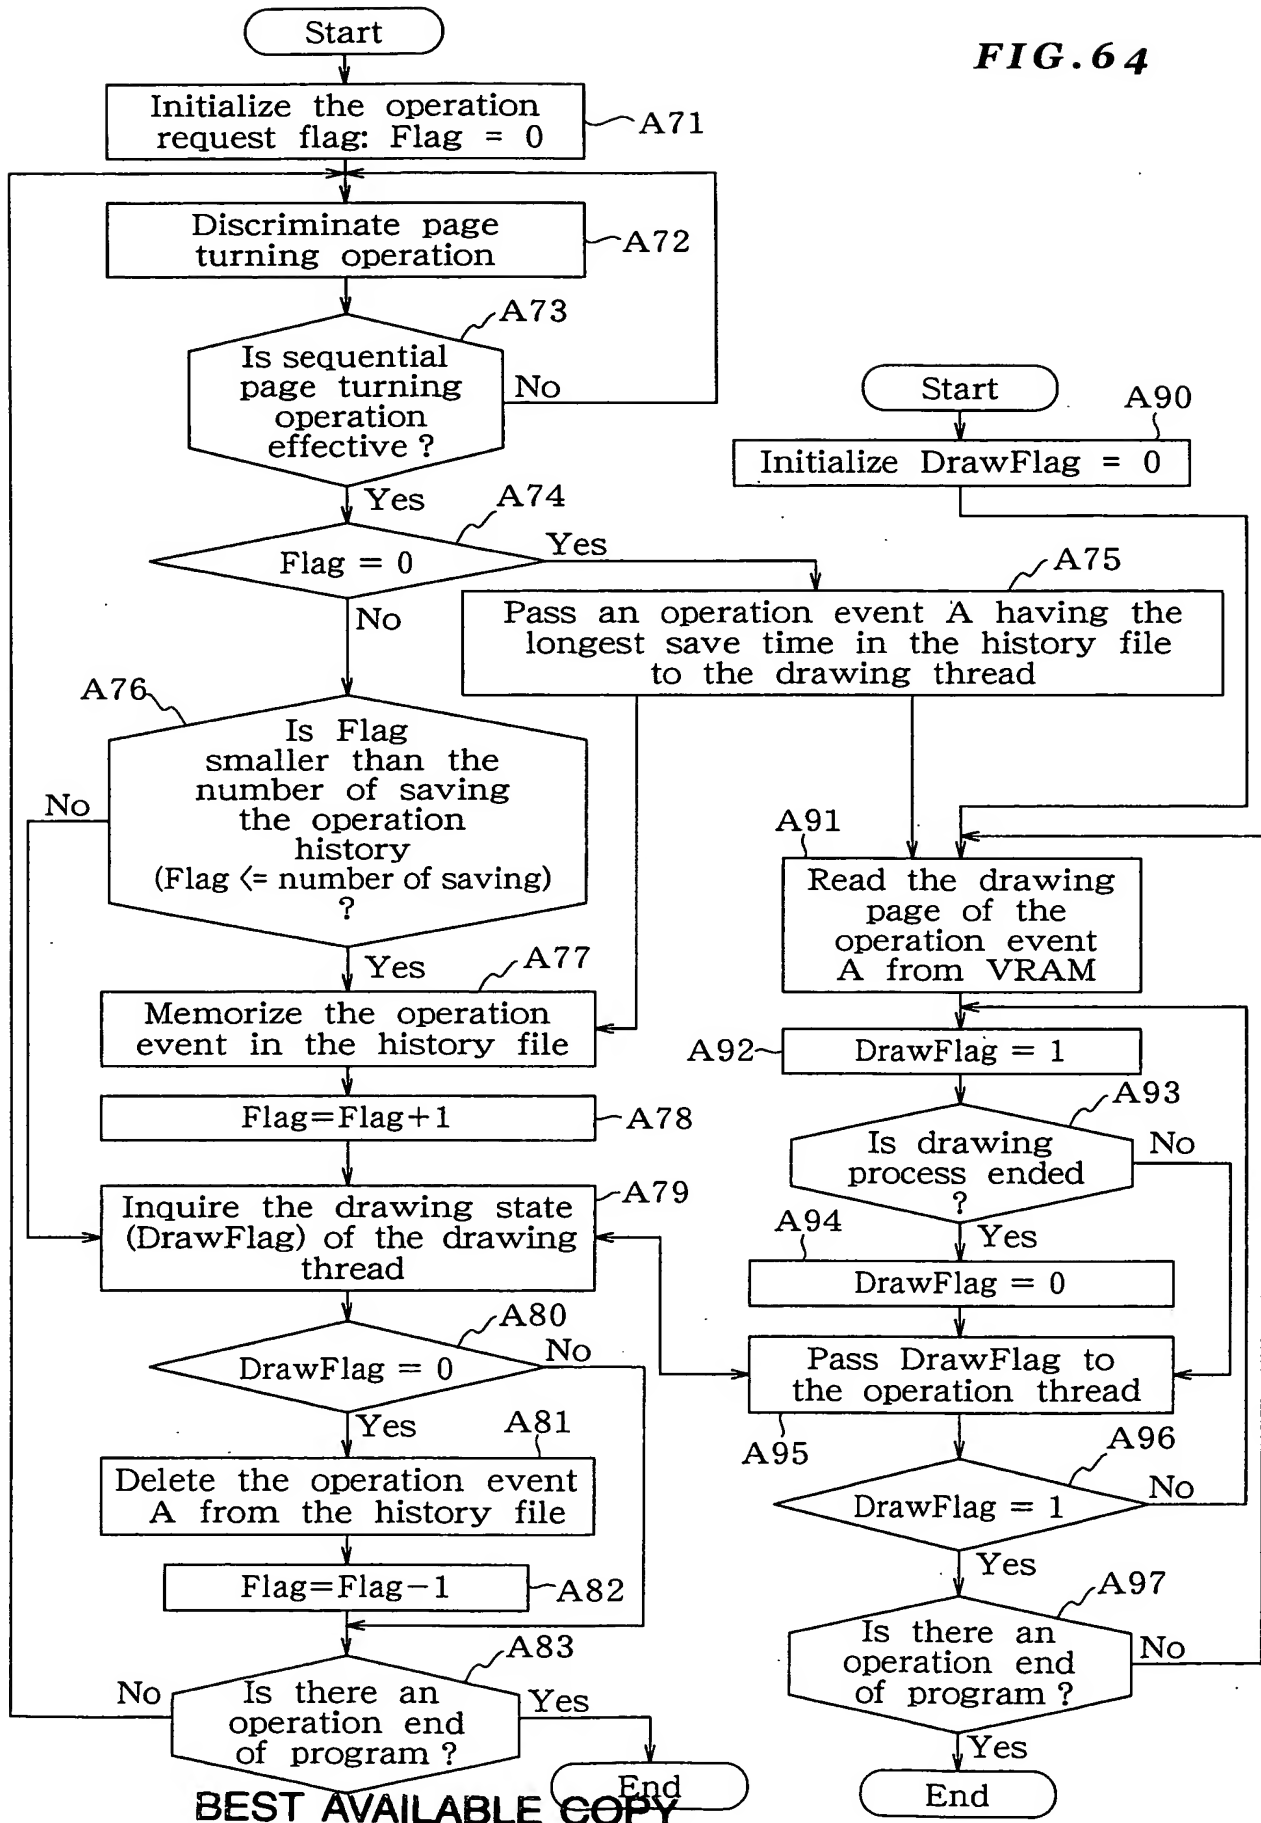 FIG.64
Start
Initialize the operation
request flag: Flag = 0
A71
Discriminate page
turning operation
A72
A73
Is sequential
page turning
operation
effective ?
No
Yes
A74
Flag = 0
Yes
No
A75
Pass an operation event A having the
longest save time in the history file
to the drawing thread
A76
Is Flag
smaller than the
number of saving
the operation
history
(Flag <= number of saving)
?
No
Yes
A77
Memorize the operation
event in the history file
Flag=Flag+1
A78
A79
Inquire the drawing state
(DrawFlag) of the drawing
thread
A80
DrawFlag = 0
No
Yes
A81
Delete the operation event
A from the history file
Flag=Flag-1
A82
A83
Is there an
operation end
of program ?
No
Yes
End
Start
A90
Initialize DrawFlag = 0
A91
Read the drawing
page of the
operation event
A from VRAM
A92
DrawFlag = 1
A93
Is drawing
process ended
?
No
Yes
A94
DrawFlag = 0
Pass DrawFlag to
the operation thread
A95
A96
DrawFlag = 1
No
Yes
A97
Is there an
operation end
of program ?
No
Yes
End
BEST AVAILABLE COPY